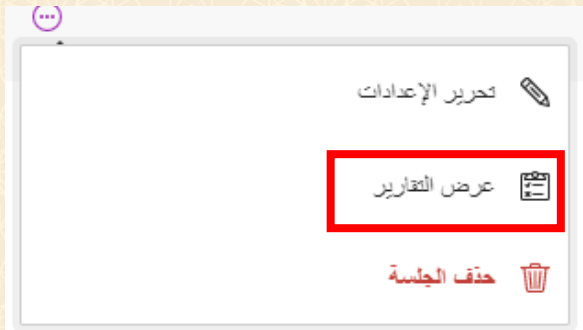 تحرير الإعدادات
عرض التقارير
حذف الجلسة